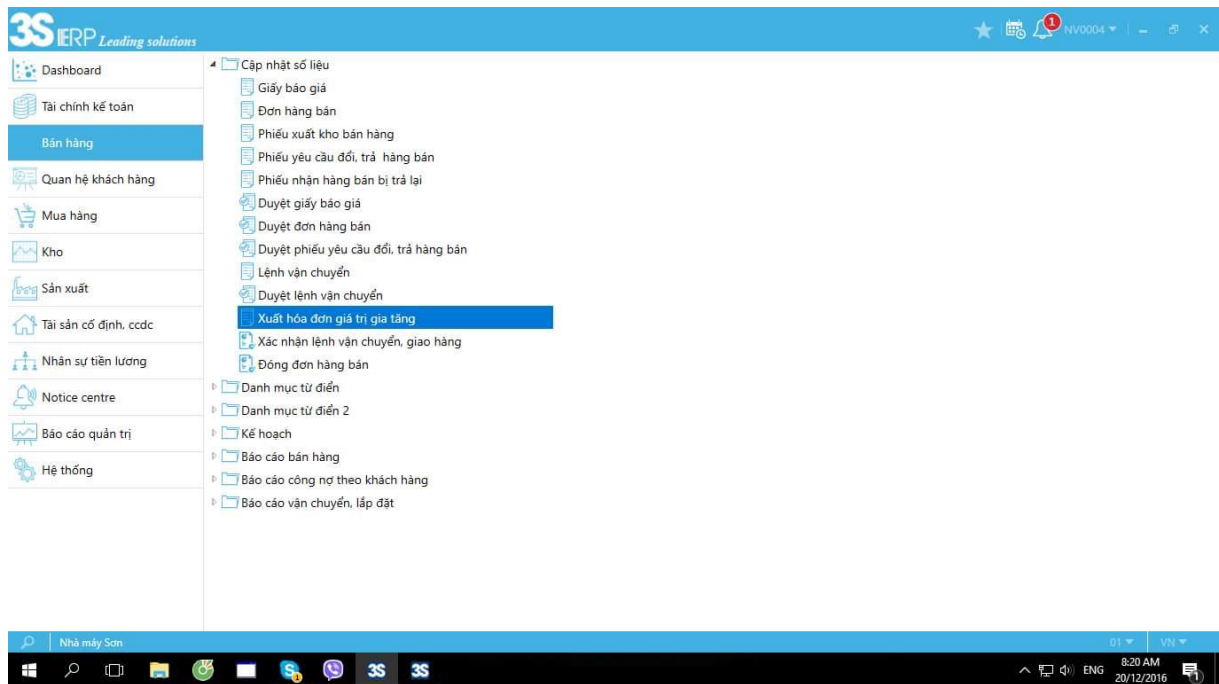 3S ERP Leading solutions
1
NV0004
Dashboard
Tài chính kế toán
Bán hàng
Quan hệ khách hàng
Mua hàng
Kho
Sản xuất
Tài sản cố định, ccdc
Nhân sự tiền lương
Notice centre
Báo cáo quản trị
Hệ thống
Cập nhật số liệu
Giấy báo giá
Đơn hàng bán
Phiếu xuất kho bán hàng
Phiếu yêu cầu đổi, trả hàng bán
Phiếu nhận hàng bán bị trả lại
Duyệt giấy báo giá
Duyệt đơn hàng bán
Duyệt phiếu yêu cầu đổi, trả hàng bán
Lệnh vận chuyển
Duyệt lệnh vận chuyển
Xuất hóa đơn giá trị gia tăng
Xác nhận lệnh vận chuyển, giao hàng
Đóng đơn hàng bán
Danh mục từ điển
Danh mục từ điển 2
Kế hoạch
Báo cáo bán hàng
Báo cáo công nợ theo khách hàng
Báo cáo vận chuyển, lắp đặt
Nhà máy Sơn
01
VN
S
3S
3S
ENG
8:20 AM
20/12/2016
1